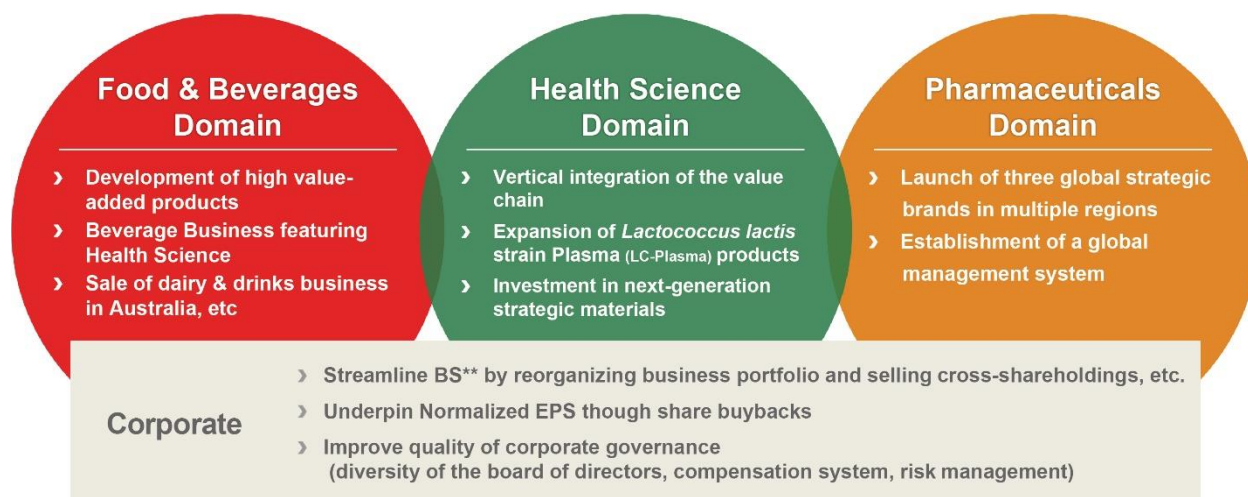 Food & Beverages
Domain
› Development of high value-
added products
› Beverage Business featuring
Health Science
› Sale of dairy & drinks business
in Australia, etc
Health Science
Domain
› Vertical integration of the value
chain
› Expansion of Lactococcus lactis
strain Plasma (LC-Plasma) products
› Investment in next-generation
strategic materials
Pharmaceuticals
Domain
› Launch of three global strategic
brands in multiple regions
› Establishment of a global
management system
Corporate
› Streamline BS** by reorganizing business portfolio and selling cross-shareholdings, etc.
› Underpin Normalized EPS though share buybacks
› Improve quality of corporate governance
(diversity of the board of directors, compensation system, risk management)